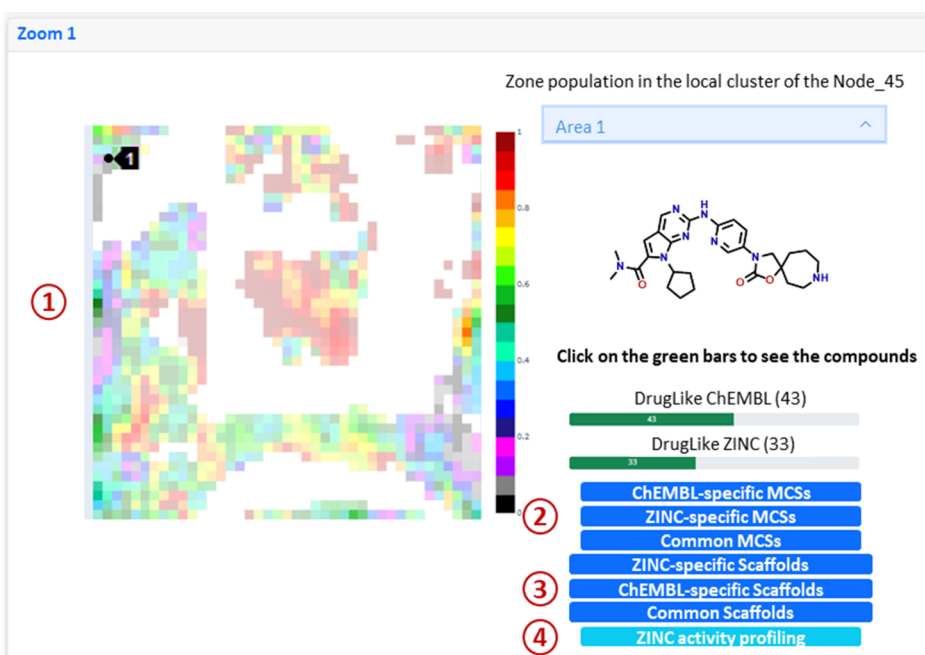 Zoom 1
Zone population in the local cluster of the Node_45
Area 1
1
1
0.8
0.6
0.4
0.2
0
1
N
H
N
N
N
N
N
N
O
N
O
O
NH
Click on the green bars to see the compounds
DrugLike ChEMBL (43)
43
DrugLike ZINC (33)
33
2
ChEMBL-specific MCSs
ZINC-specific MCSs
Common MCSs
3
ZINC-specific Scaffolds
ChEMBL-specific Scaffolds
Common Scaffolds
4
ZINC activity profiling